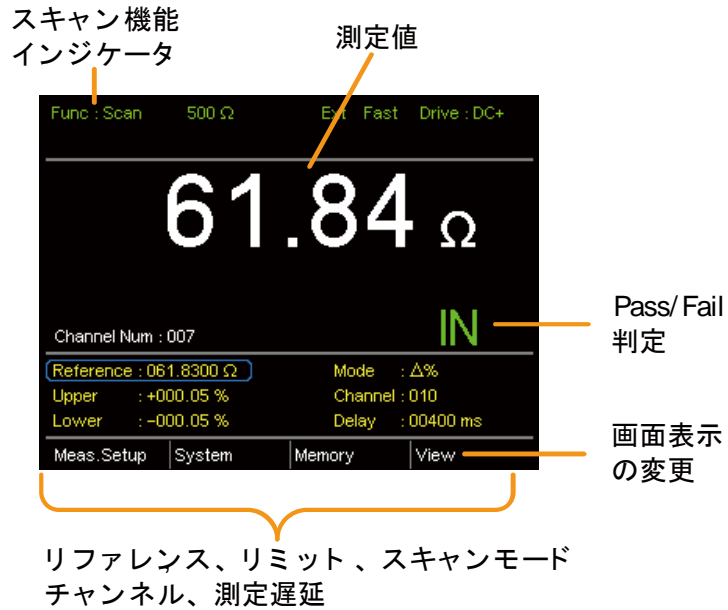 スキャン機能
インジケータ
測定値
Func : Scan 500 Ω Ext Fast Drive : DC+
61.84 Ω
Channel Num : 007
IN
Pass/Fail
判定
Reference : 061.8300 Ω Mode : Δ%
Upper : +000.05 % Channel : 010
Lower : −000.05 % Delay : 00400 ms
Meas.Setup System Memory View
画面表示
の変更
リファレンス、リミット 、スキャンモード
チャンネル、測定遅延